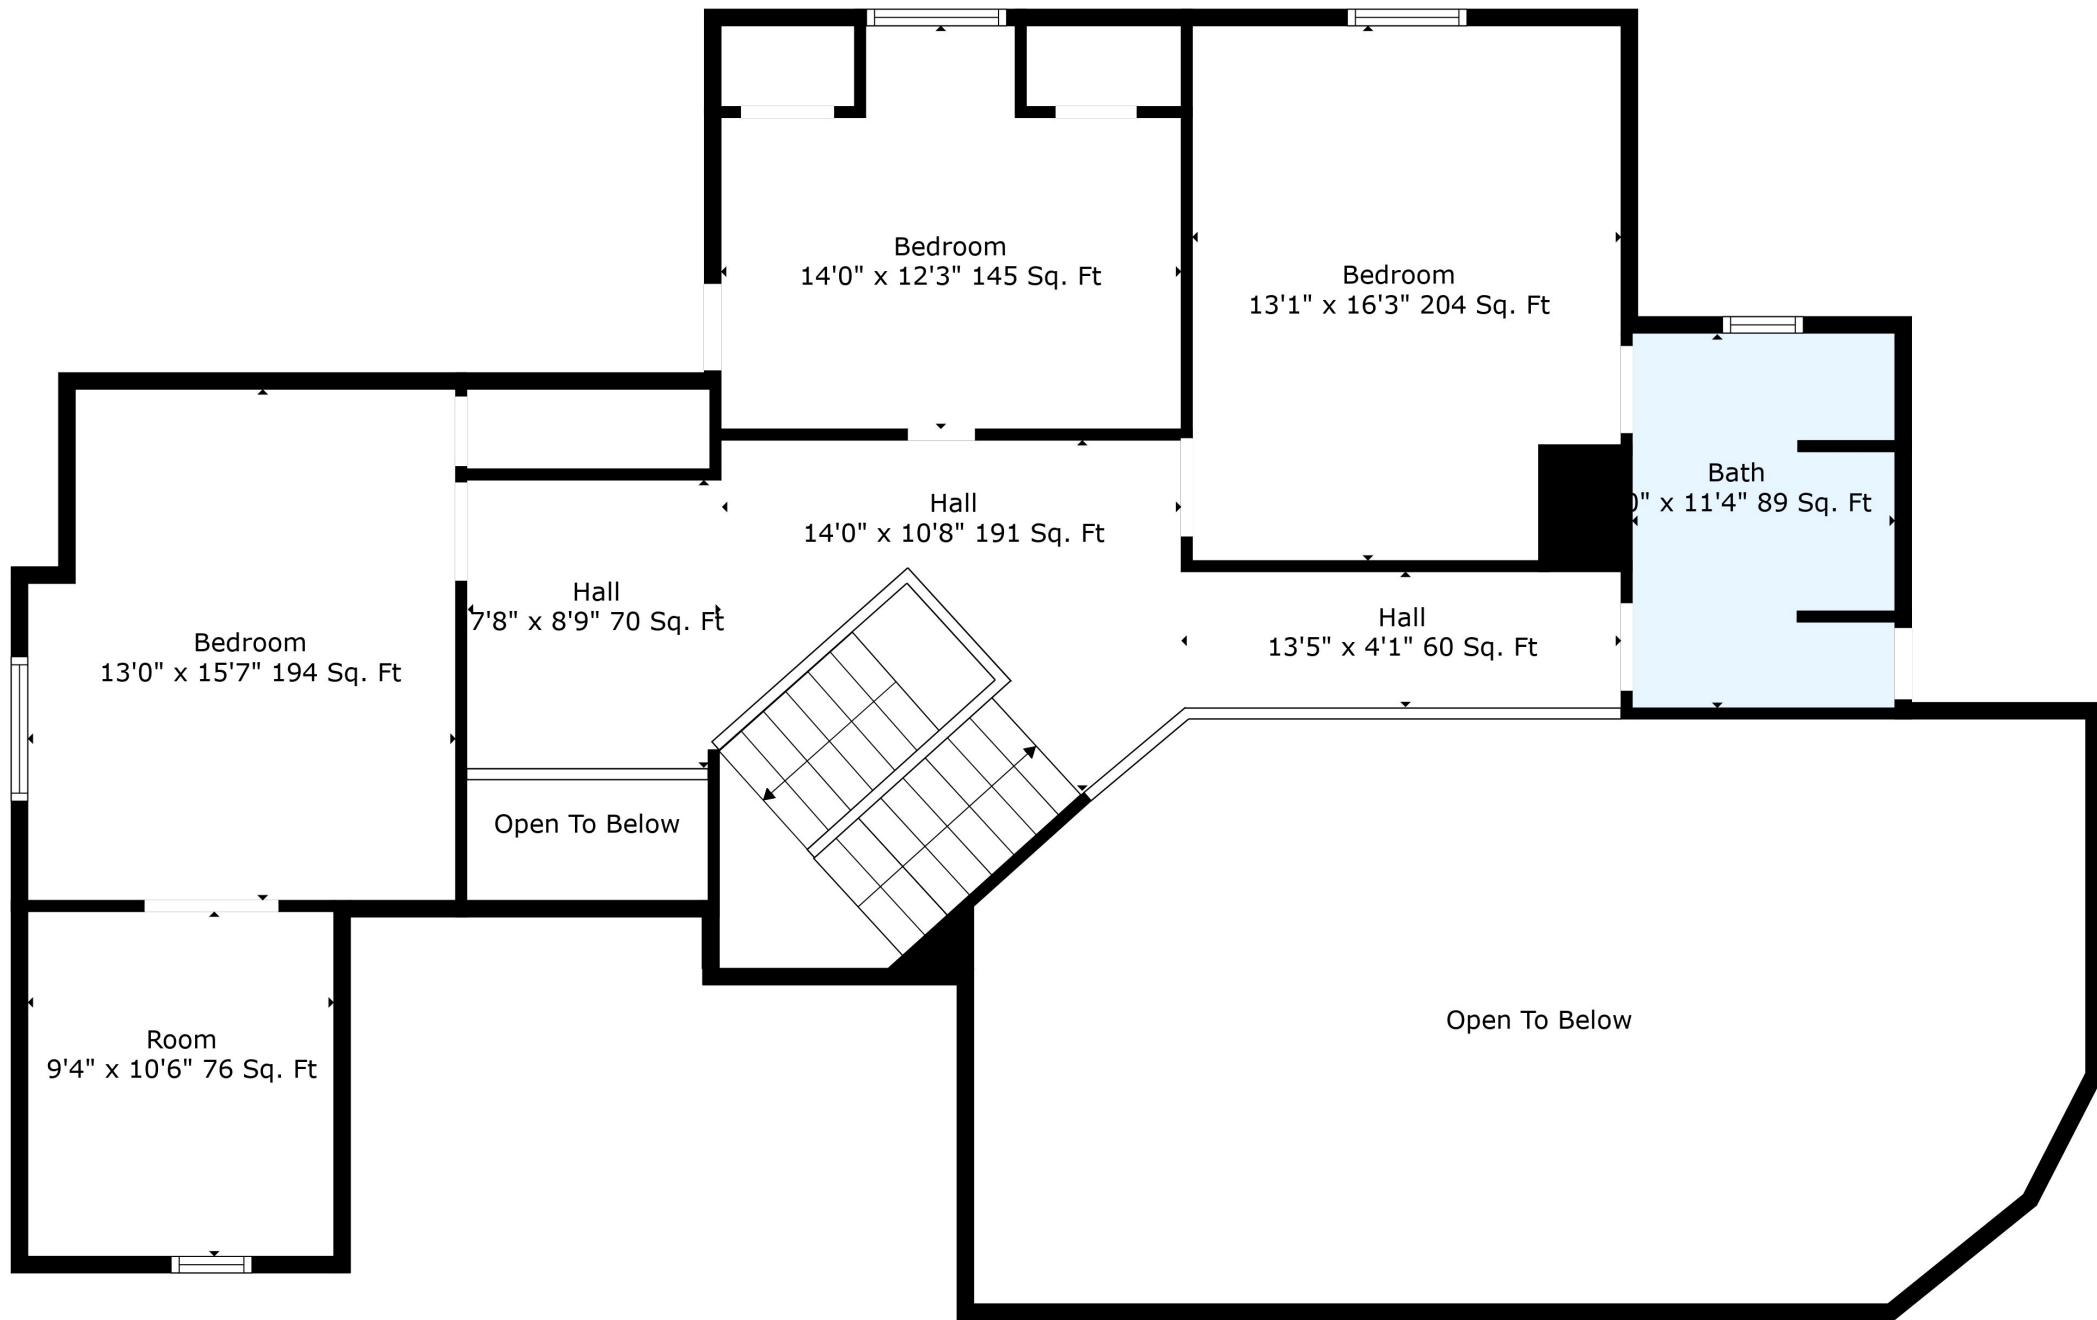 Bedroom
14'0" x 12'3" 145 Sq. Ft
Bedroom
13'1" x 16'3" 204 Sq. Ft
Bath
0" x 11'4" 89 Sq. Ft
Hall
14'0" x 10'8" 191 Sq. Ft
Hall
7'8" x 8'9" 70 Sq. Ft
Hall
13'5" x 4'1" 60 Sq. Ft
Bedroom
13'0" x 15'7" 194 Sq. Ft
Open To Below
Open To Below
Room
9'4" x 10'6" 76 Sq. Ft